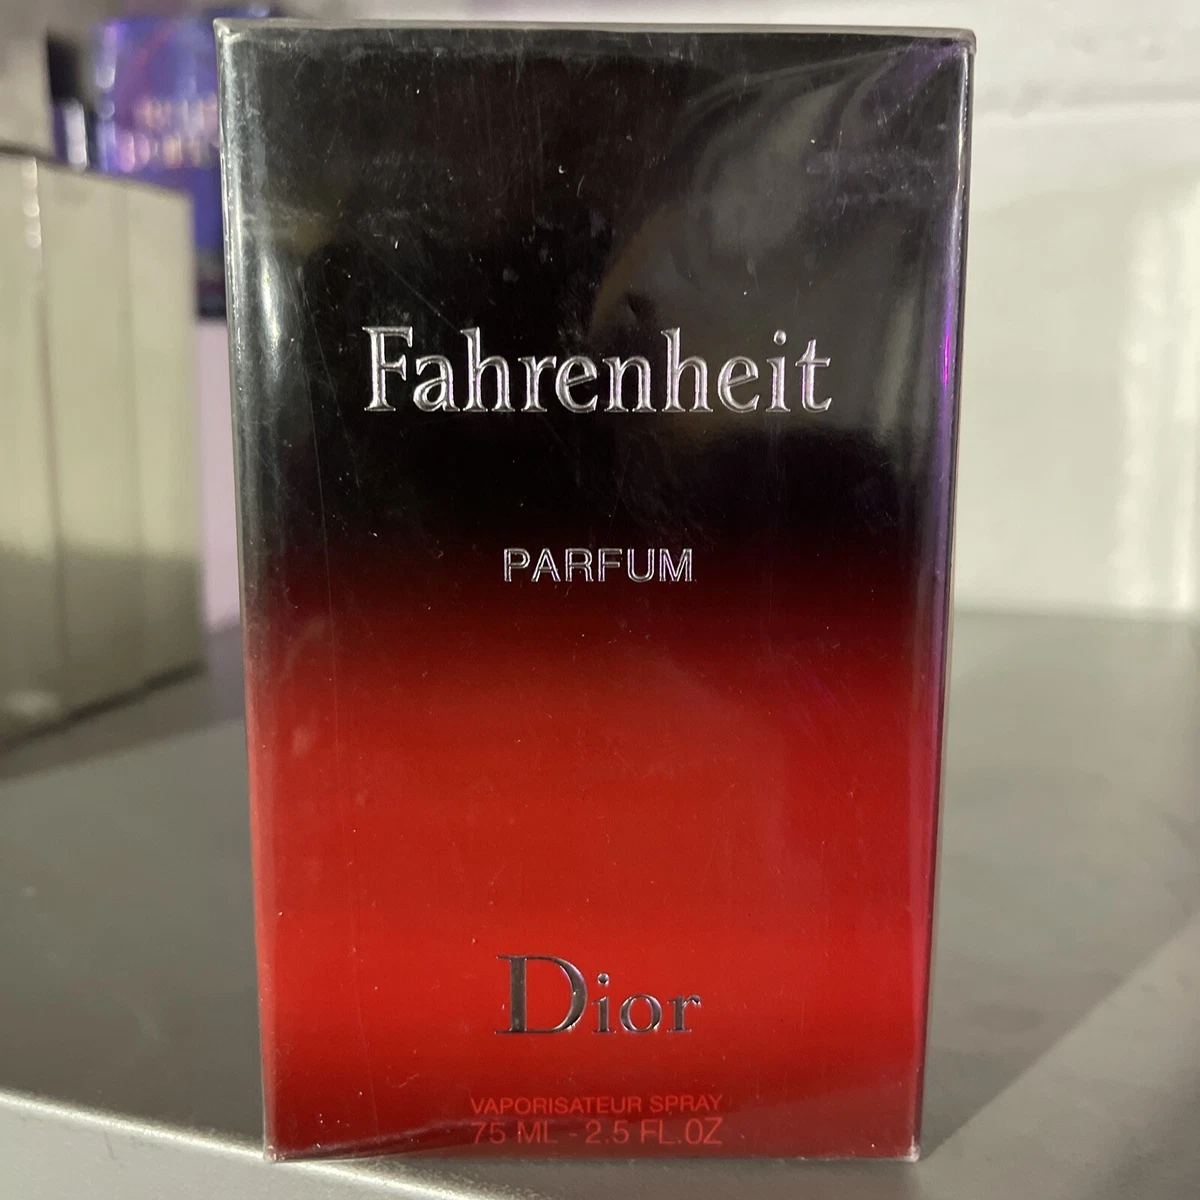 Fahrenheit
PARFUM
Dior
VAPORISATEUR SPRAY
75 ML - 2.5 FL.OZ